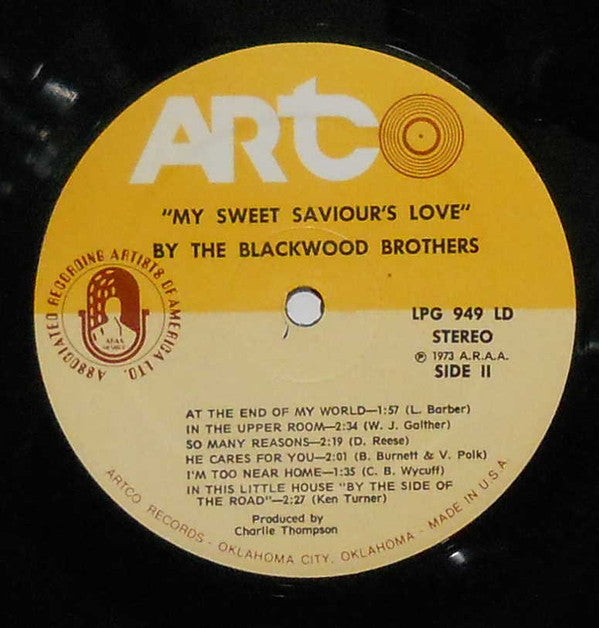 ARTCO
"MY SWEET SAVIOUR'S LOVE"
BY THE BLACKWOOD BROTHERS
ASSOCIATED RECORDING ARTISTS OF AMERICA LTD.
LPG 949 LD
STEREO
℗ 1973 A.R.A.A.
SIDE II
AT THE END OF MY WORLD—1:57 (L. Barber)
IN THE UPPER ROOM—2:34 (W. J. Gaither)
SO MANY REASONS—2:19 (D. Reese)
HE CARES FOR YOU—2:01 (B. Burnett & V. Polk)
I'M TOO NEAR HOME—1:35 (C. B. Wycuff)
IN THIS LITTLE HOUSE "BY THE SIDE OF
THE ROAD"—2:27 (Ken Turner)
Produced by
Charlie Thompson
ARTCO RECORDS - OKLAHOMA CITY, OKLAHOMA - MADE IN U.S.A